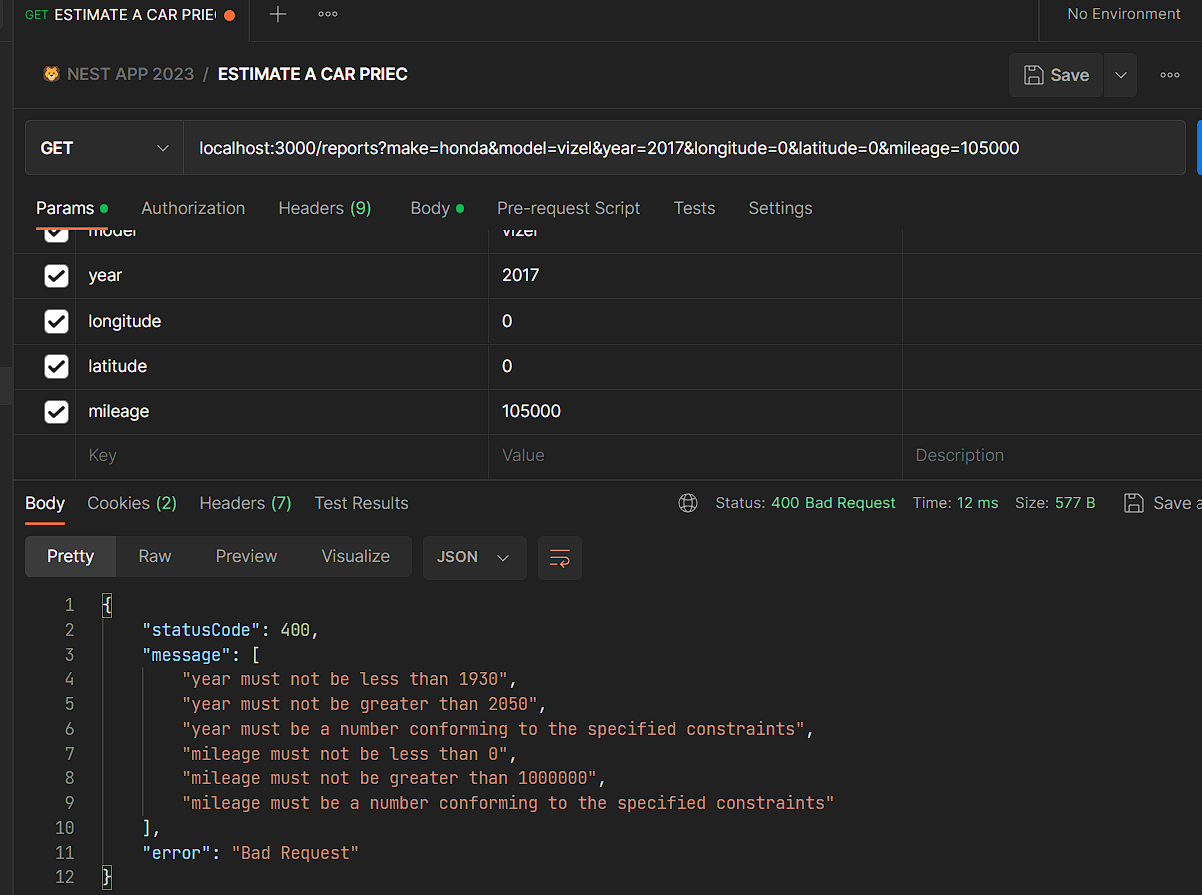 GET ESTIMATE A CAR PRIE
No Environment
NEST APP 2023 / ESTIMATE A CAR PRIEC
Save
GET
localhost:3000/reports?make=honda&model=vizel&year=2017&longitude=0&latitude=0&mileage=105000
Params Authorization Headers (9) Body Pre-request Script Tests Settings
model vizel
year 2017
longitude 0
latitude 0
mileage 105000
Key Value Description
Body Cookies (2) Headers (7) Test Results Status: 400 Bad Request Time: 12 ms Size: 577 B Save a
Pretty Raw Preview Visualize JSON
1 {
2 "statusCode": 400,
3 "message": [
4 "year must not be less than 1930",
5 "year must not be greater than 2050",
6 "year must be a number conforming to the specified constraints",
7 "mileage must not be less than 0",
8 "mileage must not be greater than 1000000",
9 "mileage must be a number conforming to the specified constraints"
10 ],
11 "error": "Bad Request"
12 }